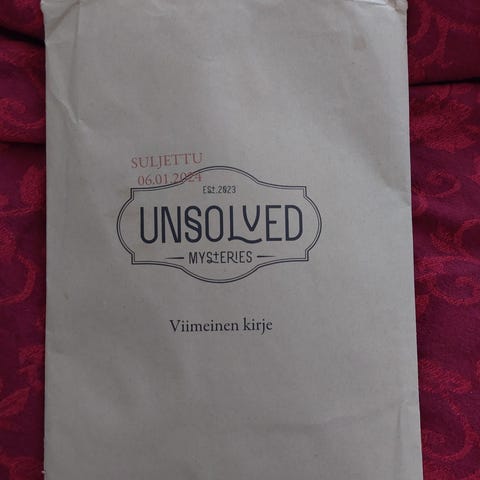 SULJETTU
06.01.2024
EST.2023
UNSOLVED
MYSTERIES
Viimeinen kirje